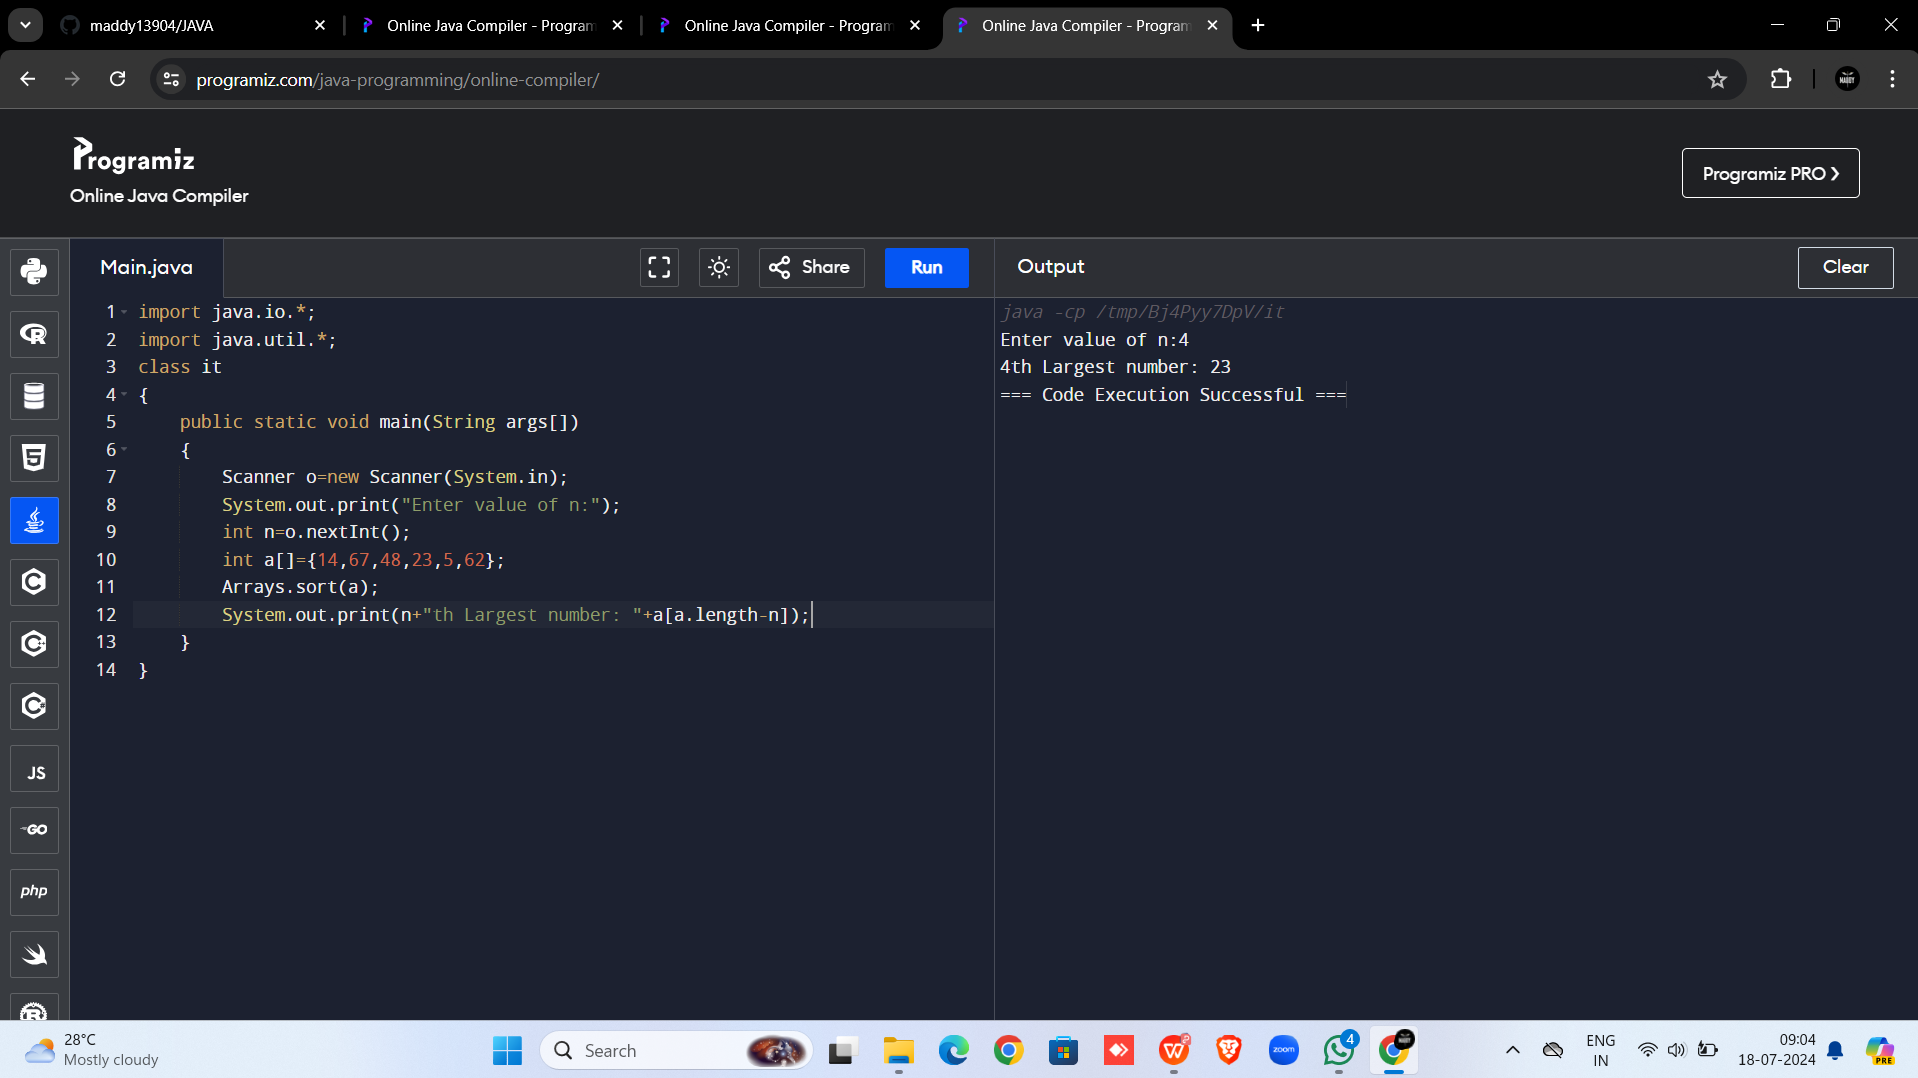 maddy13904/JAVA
Online Java Compiler - Program
Online Java Compiler - Program
Online Java Compiler - Program
programiz.com/java-programming/online-compiler/
Programiz
Online Java Compiler
Programiz PRO
Main.java
Share
Run
Output
Clear
1 import java.io.*;
2 import java.util.*;
3 class it
4 {
5 public static void main(String args[])
6 {
7 Scanner o=new Scanner(System.in);
8 System.out.print("Enter value of n:");
9 int n=o.nextInt();
10 int a[]={14,67,48,23,5,62};
11 Arrays.sort(a);
12 System.out.print(n+"th Largest number: "+a[a.length-n]);
13 }
14 }
java -cp /tmp/Bj4Pyy7DpV/it
Enter value of n:4
4th Largest number: 23
=== Code Execution Successful ===
JS
GO
php
28°C
Mostly cloudy
Search
zoom
4
ENG
IN
09:04
18-07-2024
PRE